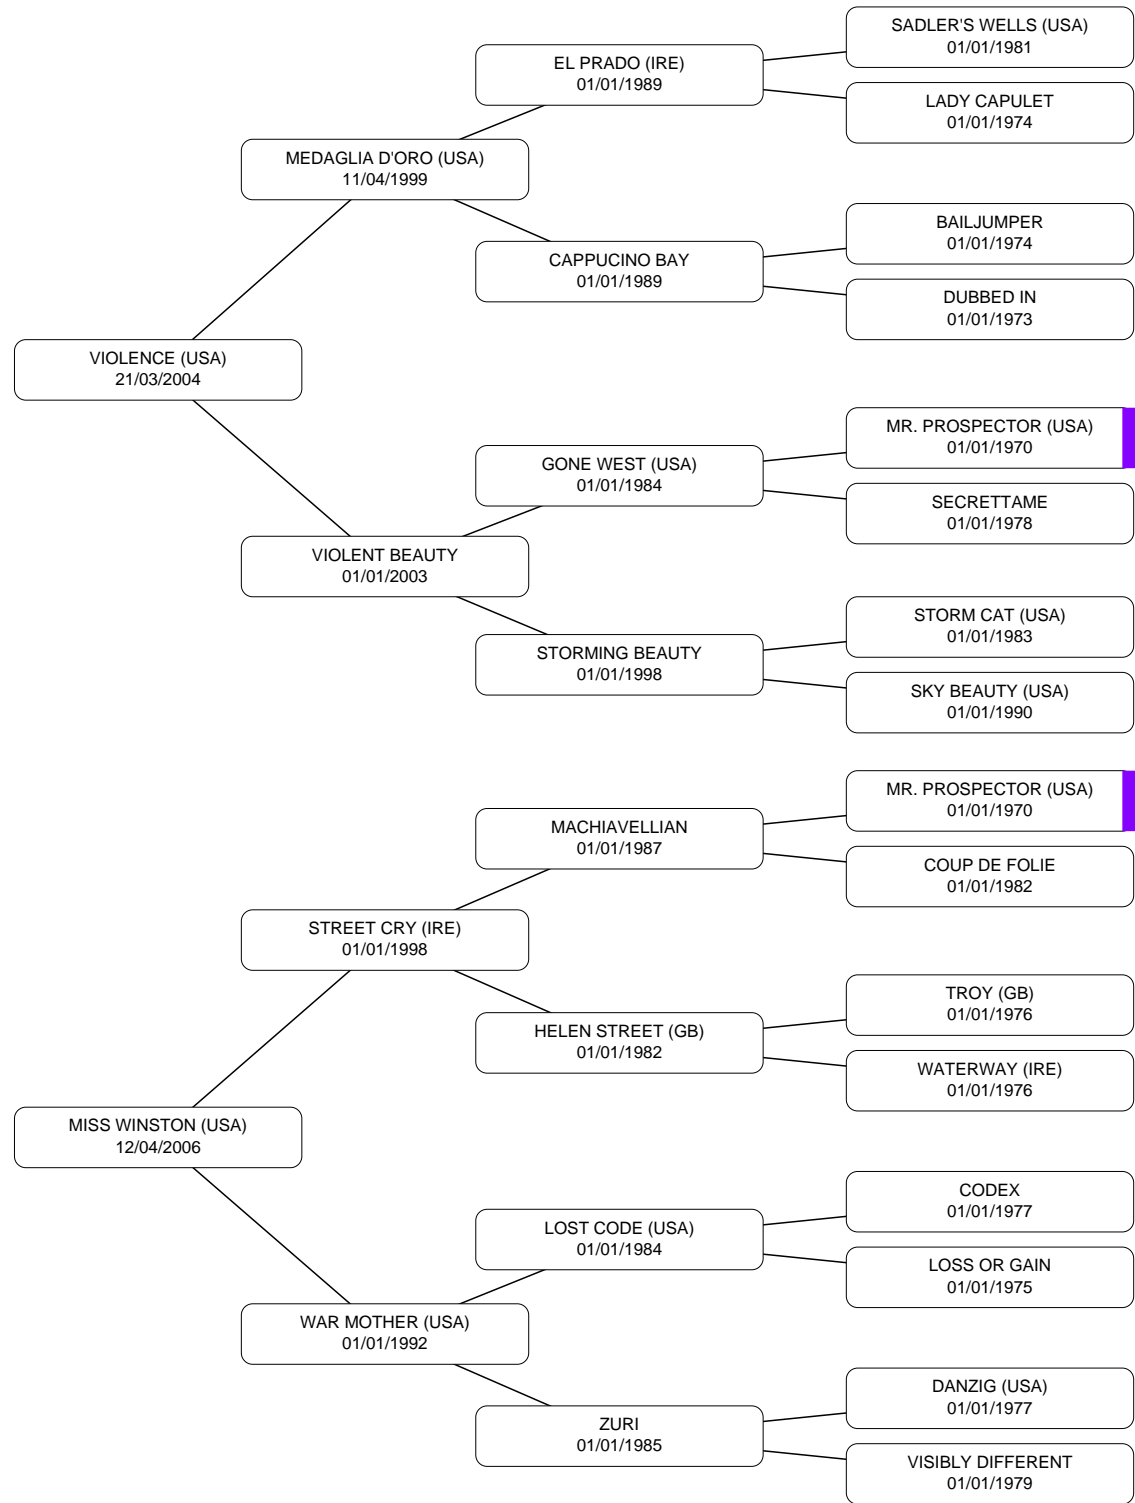 SADLER'S WELLS (USA)
01/01/1981
EL PRADO (IRE)
01/01/1989
LADY CAPULET
01/01/1974
MEDAGLIA D'ORO (USA)
11/04/1999
BAILJUMPER
01/01/1974
CAPPUCINO BAY
01/01/1989
DUBBED IN
01/01/1973
VIOLENCE (USA)
21/03/2004
MR. PROSPECTOR (USA)
01/01/1970
GONE WEST (USA)
01/01/1984
SECRETTAME
01/01/1978
VIOLENT BEAUTY
01/01/2003
STORM CAT (USA)
01/01/1983
STORMING BEAUTY
01/01/1998
SKY BEAUTY (USA)
01/01/1990
MR. PROSPECTOR (USA)
01/01/1970
MACHIAVELLIAN
01/01/1987
COUP DE FOLIE
01/01/1982
STREET CRY (IRE)
01/01/1998
TROY (GB)
01/01/1976
HELEN STREET (GB)
01/01/1982
WATERWAY (IRE)
01/01/1976
MISS WINSTON (USA)
12/04/2006
CODEX
01/01/1977
LOST CODE (USA)
01/01/1984
LOSS OR GAIN
01/01/1975
WAR MOTHER (USA)
01/01/1992
DANZIG (USA)
01/01/1977
ZURI
01/01/1985
VISIBLY DIFFERENT
01/01/1979